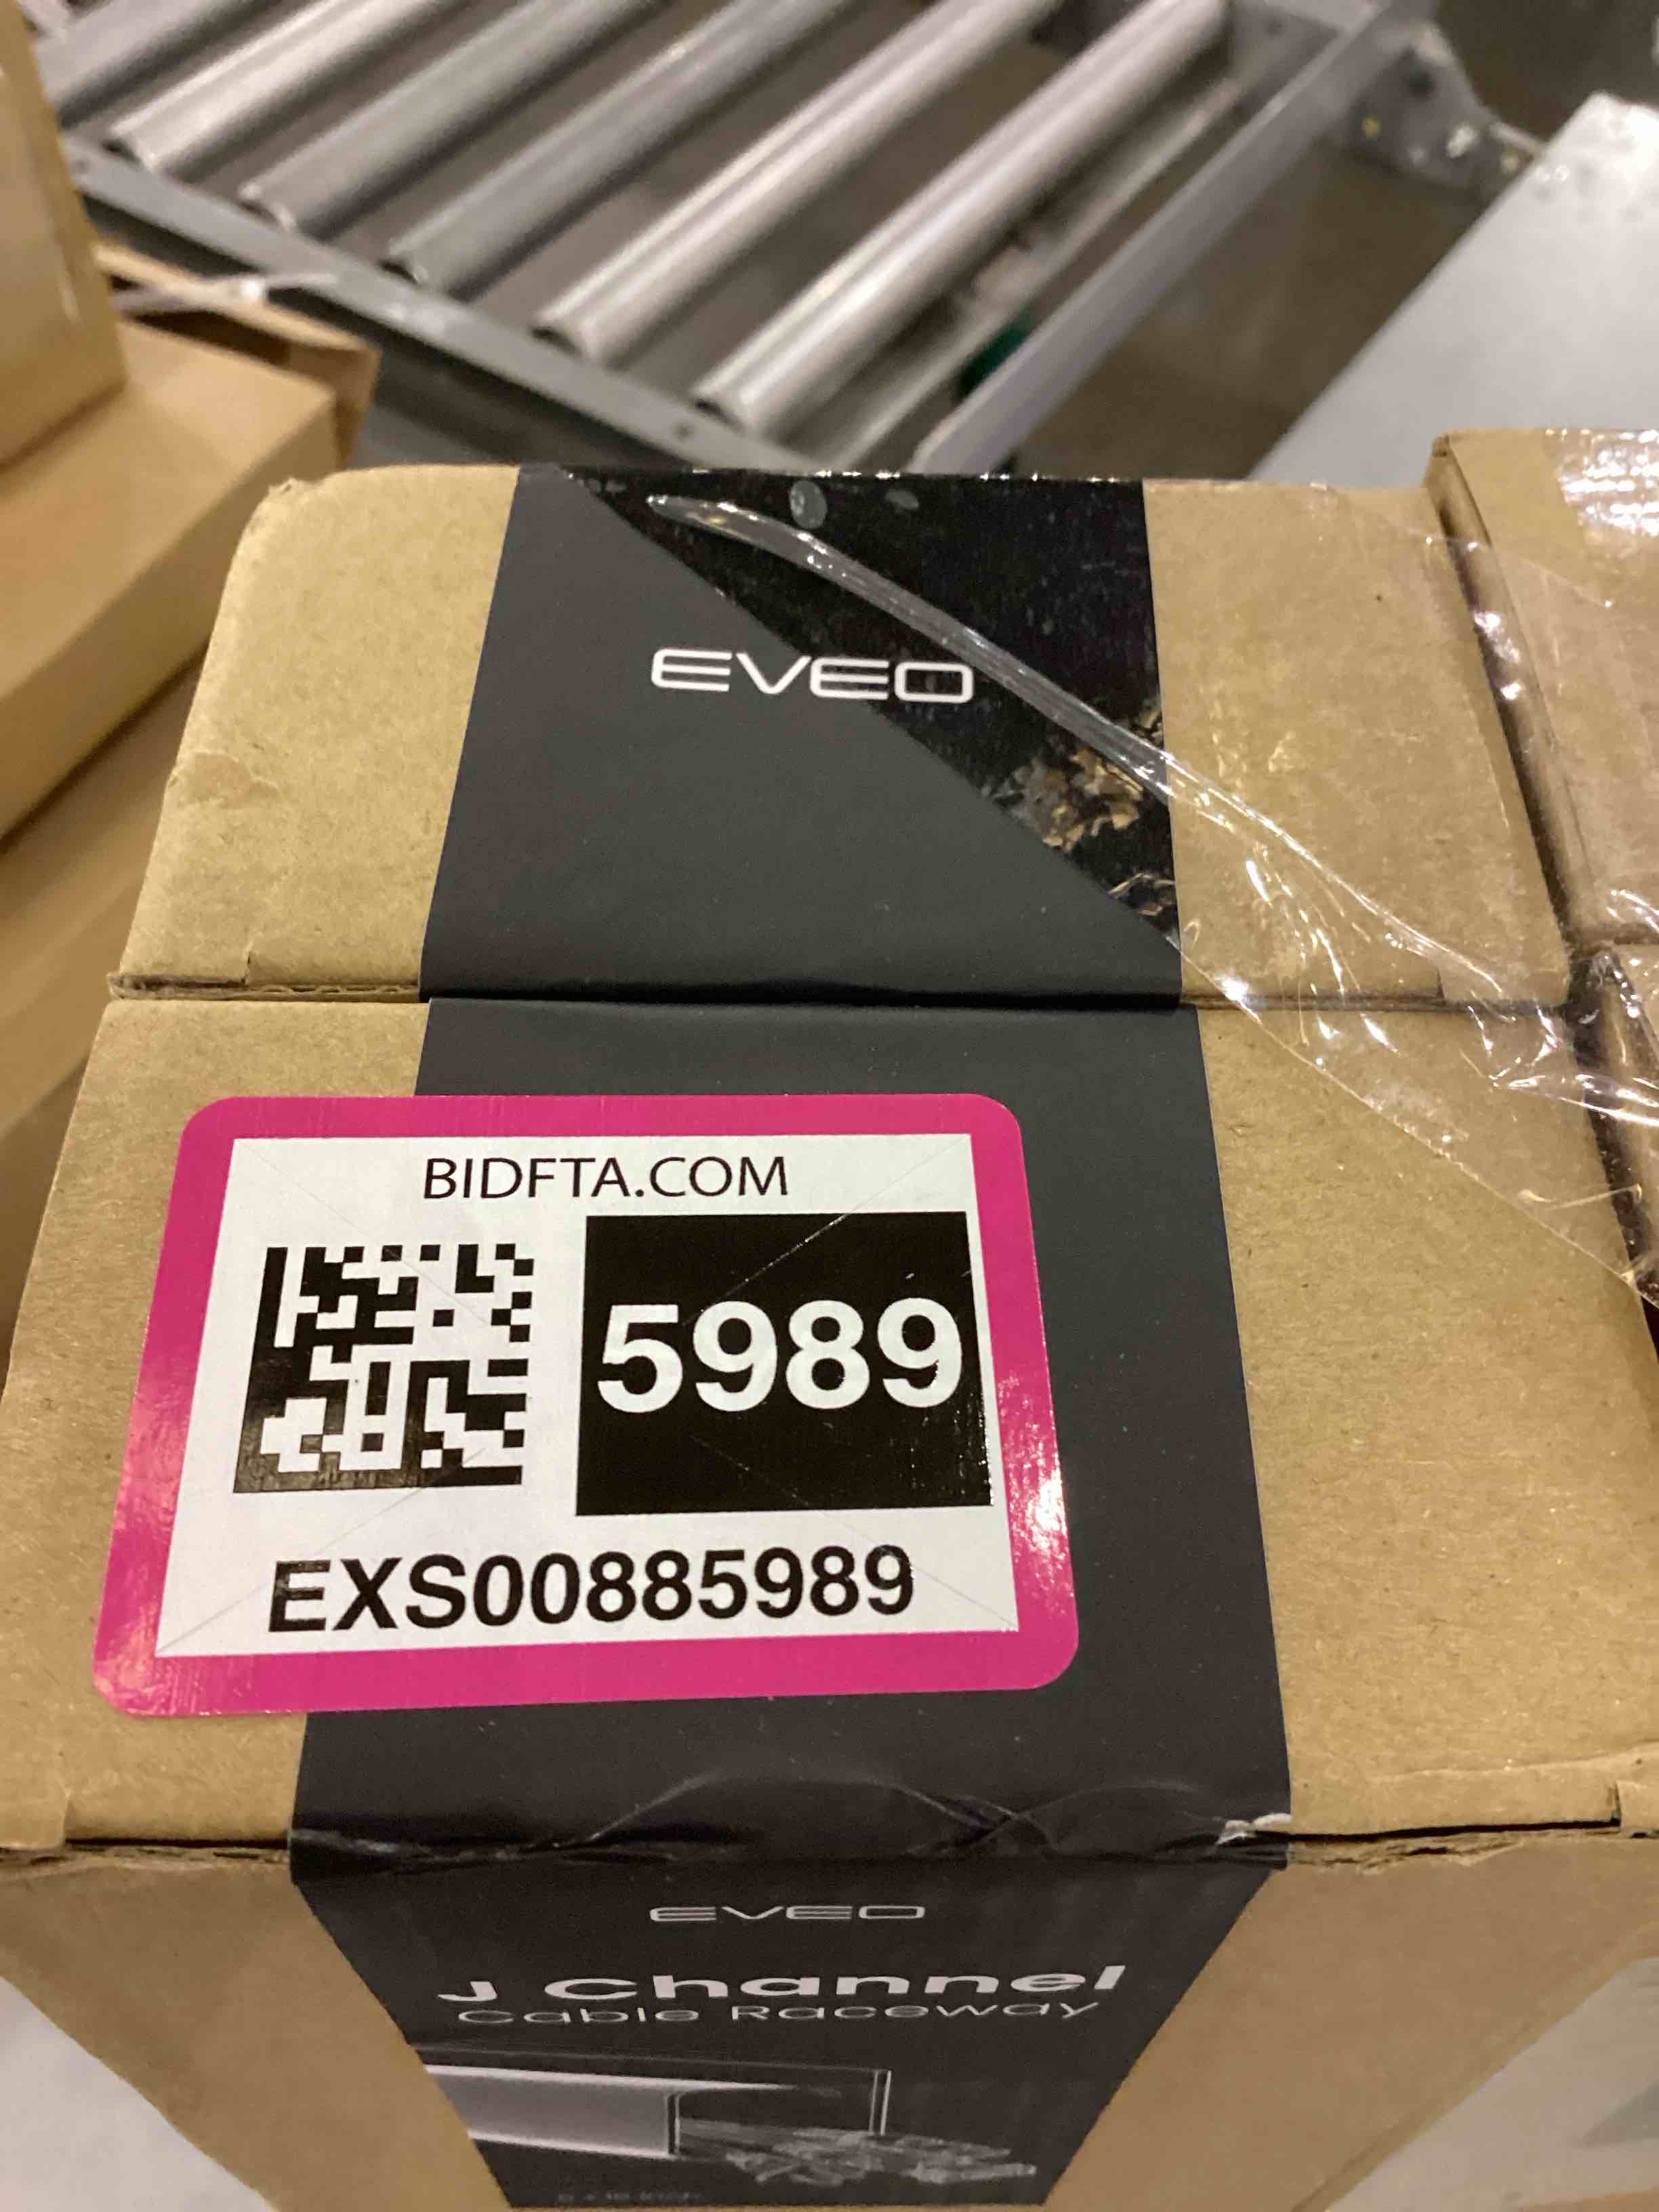 EVEO
BIDFTA.COM
5989
EXS00885989
EVEO
J Channel
Cable Raceway